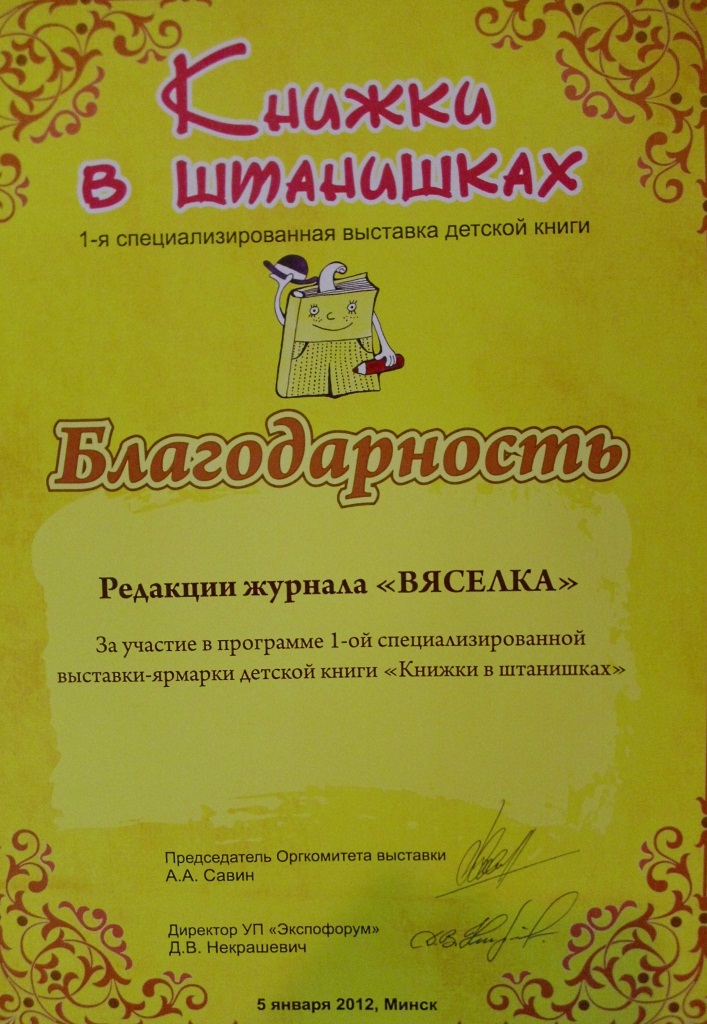 Книжки
в штанишках
1-я специализированная выставка детской книги
Благодарность
Редакции журнала «ВЯСЕЛКА»
За участие в программе 1-ой специализированной
выставки-ярмарки детской книги «Книжки в штанишках»
Председатель Оргкомитета выставки
А.А. Савин
Директор УП «Экспофорум»
Д.В. Некрашевич
5 января 2012, Минск